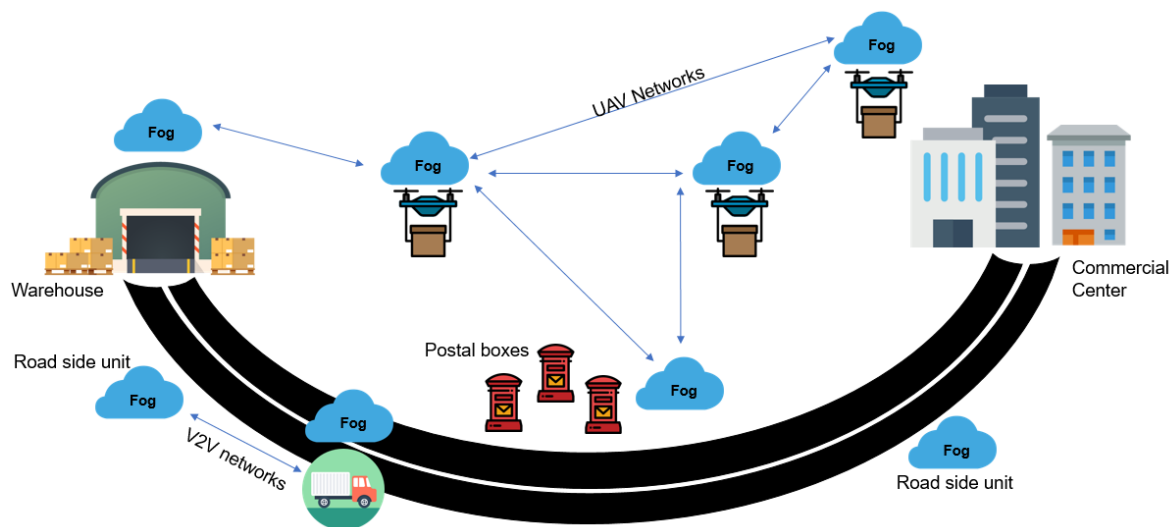 Fog
UAV Networks
Fog
Fog
Fog
Warehouse
Commercial
Center
Road side unit
Postal boxes
Fog
Fog
Fog
V2V networks
Fog
Road side unit